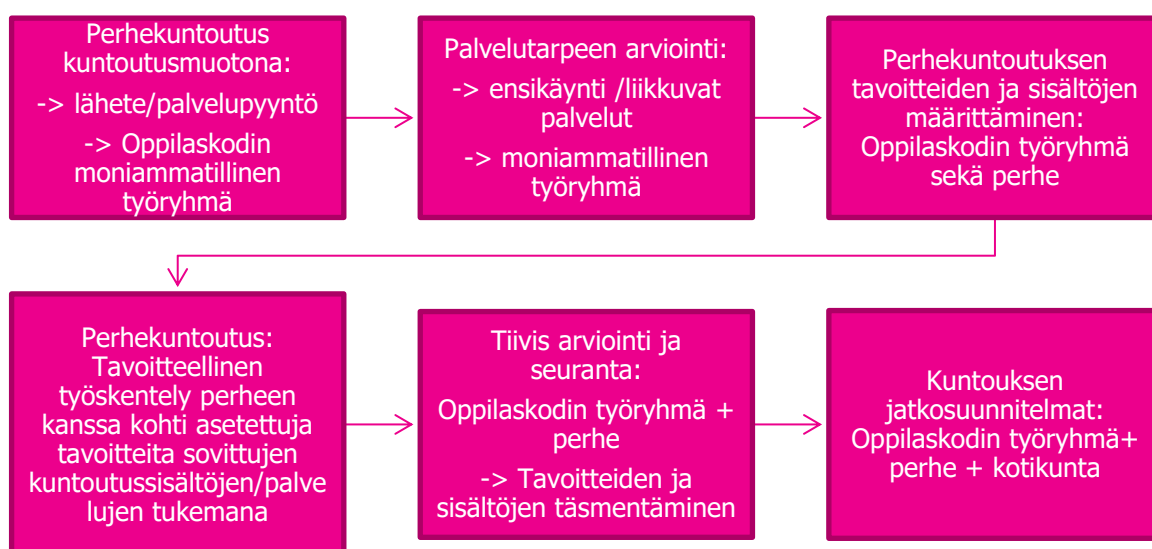 Perhekuntoutus
kuntoutusmuotona:
-> lähete/palvelupyyntö
-> Oppilaskodin
moniammatillinen
työryhmä
Palvelutarpeen arviointi:
-> ensikäynti /liikkuvat
palvelut
-> moniammatillinen
työryhmä
Perhekuntoutuksen
tavoitteiden ja sisältöjen
määrittäminen:
Oppilaskodin työryhmä
sekä perhe
Perhekuntoutus:
Tavoitteellinen
työskentely perheen
kanssa kohti asetettuja
tavoitteita sovittujen
kuntoutussisältöjen/palve
lujen tukemana
Tiivis arviointi ja
seuranta:
Oppilaskodin työryhmä +
perhe
-> Tavoitteiden ja
sisältöjen täsmentäminen
Kuntouksen
jatkosuunnitelmat:
Oppilaskodin työryhmä+
perhe + kotikunta